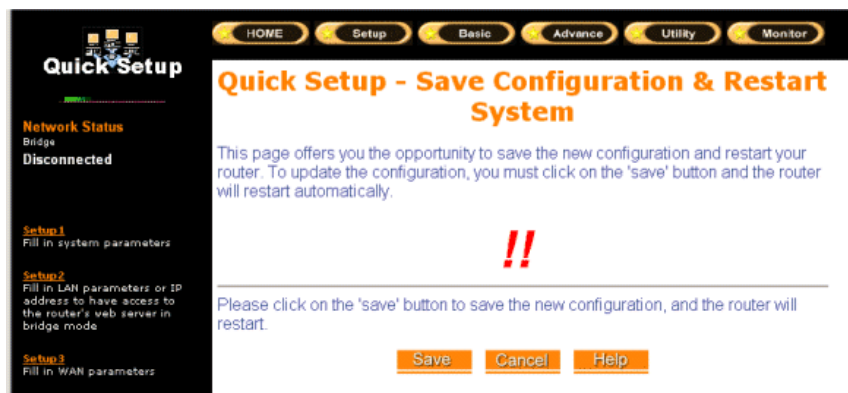 HOME Setup Basic Advance Utility Monitor
Quick Setup
Network Status
Bridge
Disconnected
Setup1
Fill in system parameters
Setup2
Fill in LAN parameters or IP
address to have access to
the router's web server in
bridge mode
Setup3
Fill in WAN parameters
Quick Setup - Save Configuration & Restart
System
This page offers you the opportunity to save the new configuration and restart your
router. To update the configuration, you must click on the 'save' button and the router
will restart automatically.
!!
Please click on the 'save' button to save the new configuration, and the router will
restart.
Save Cancel Help